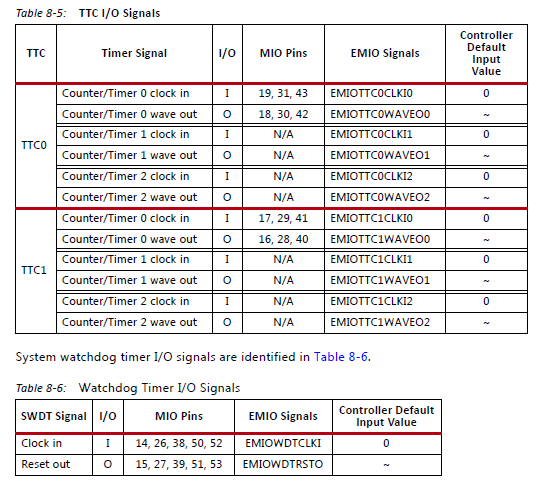 Table 8-5: TTC I/O Signals
TTC Timer Signal I/O MIO Pins EMIO Signals Controller Default Input Value
TTC0
Counter/Timer 0 clock in I 19, 31, 43 EMIOTTC0CLKI0 0
Counter/Timer 0 wave out O 18, 30, 42 EMIOTTC0WAVEO0 ~
Counter/Timer 1 clock in I N/A EMIOTTC0CLKI1 0
Counter/Timer 1 wave out O N/A EMIOTTC0WAVEO1 ~
Counter/Timer 2 clock in I N/A EMIOTTC0CLKI2 0
Counter/Timer 2 wave out O N/A EMIOTTC0WAVEO2 ~
TTC1
Counter/Timer 0 clock in I 17, 29, 41 EMIOTTC1CLKI0 0
Counter/Timer 0 wave out O 16, 28, 40 EMIOTTC1WAVEO0 ~
Counter/Timer 1 clock in I N/A EMIOTTC1CLKI1 0
Counter/Timer 1 wave out O N/A EMIOTTC1WAVEO1 ~
Counter/Timer 2 clock in I N/A EMIOTTC1CLKI2 0
Counter/Timer 2 wave out O N/A EMIOTTC1WAVEO2 ~
System watchdog timer I/O signals are identified in Table 8-6.
Table 8-6: Watchdog Timer I/O Signals
SWDT Signal I/O MIO Pins EMIO Signals Controller Default Input Value
Clock in I 14, 26, 38, 50, 52 EMIOWDTCLKI 0
Reset out O 15, 27, 39, 51, 53 EMIOWDTRSTO ~